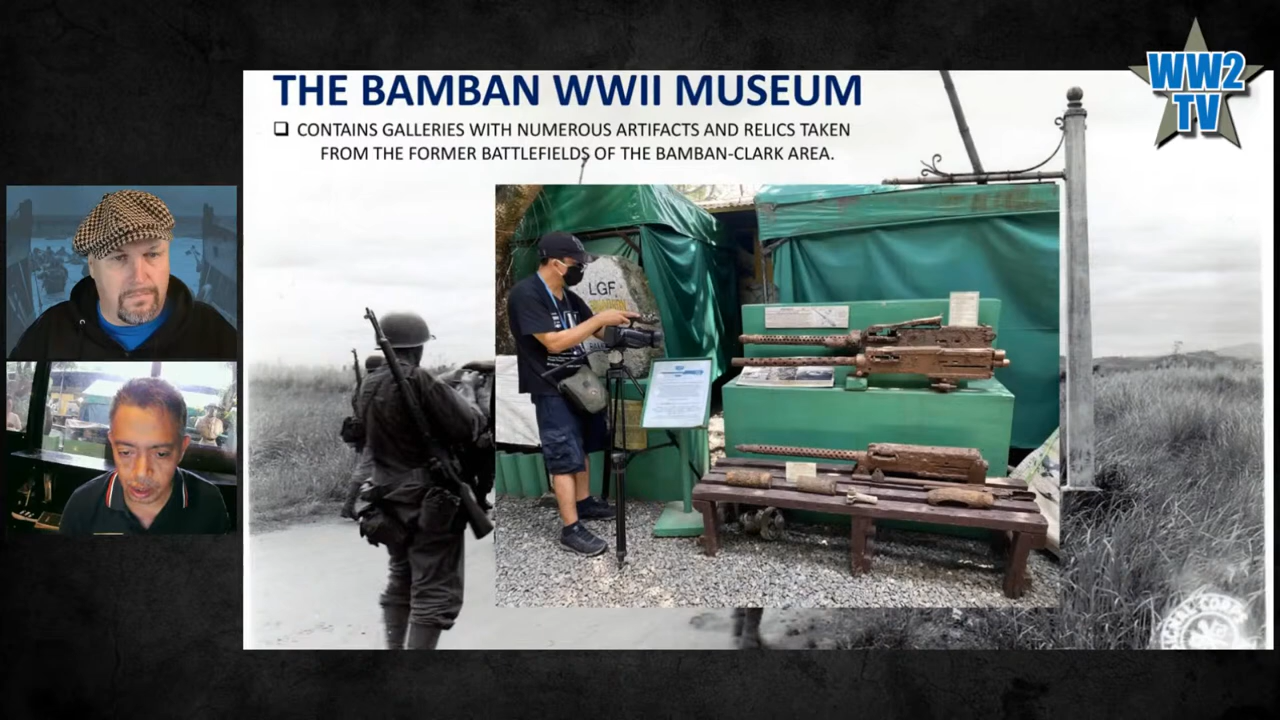 THE BAMBAN WWII MUSEUM
CONTAINS GALLERIES WITH NUMEROUS ARTIFACTS AND RELICS TAKEN
FROM THE FORMER BATTLEFIELDS OF THE BAMBAN-CLARK AREA.
WW2
TV
LGF